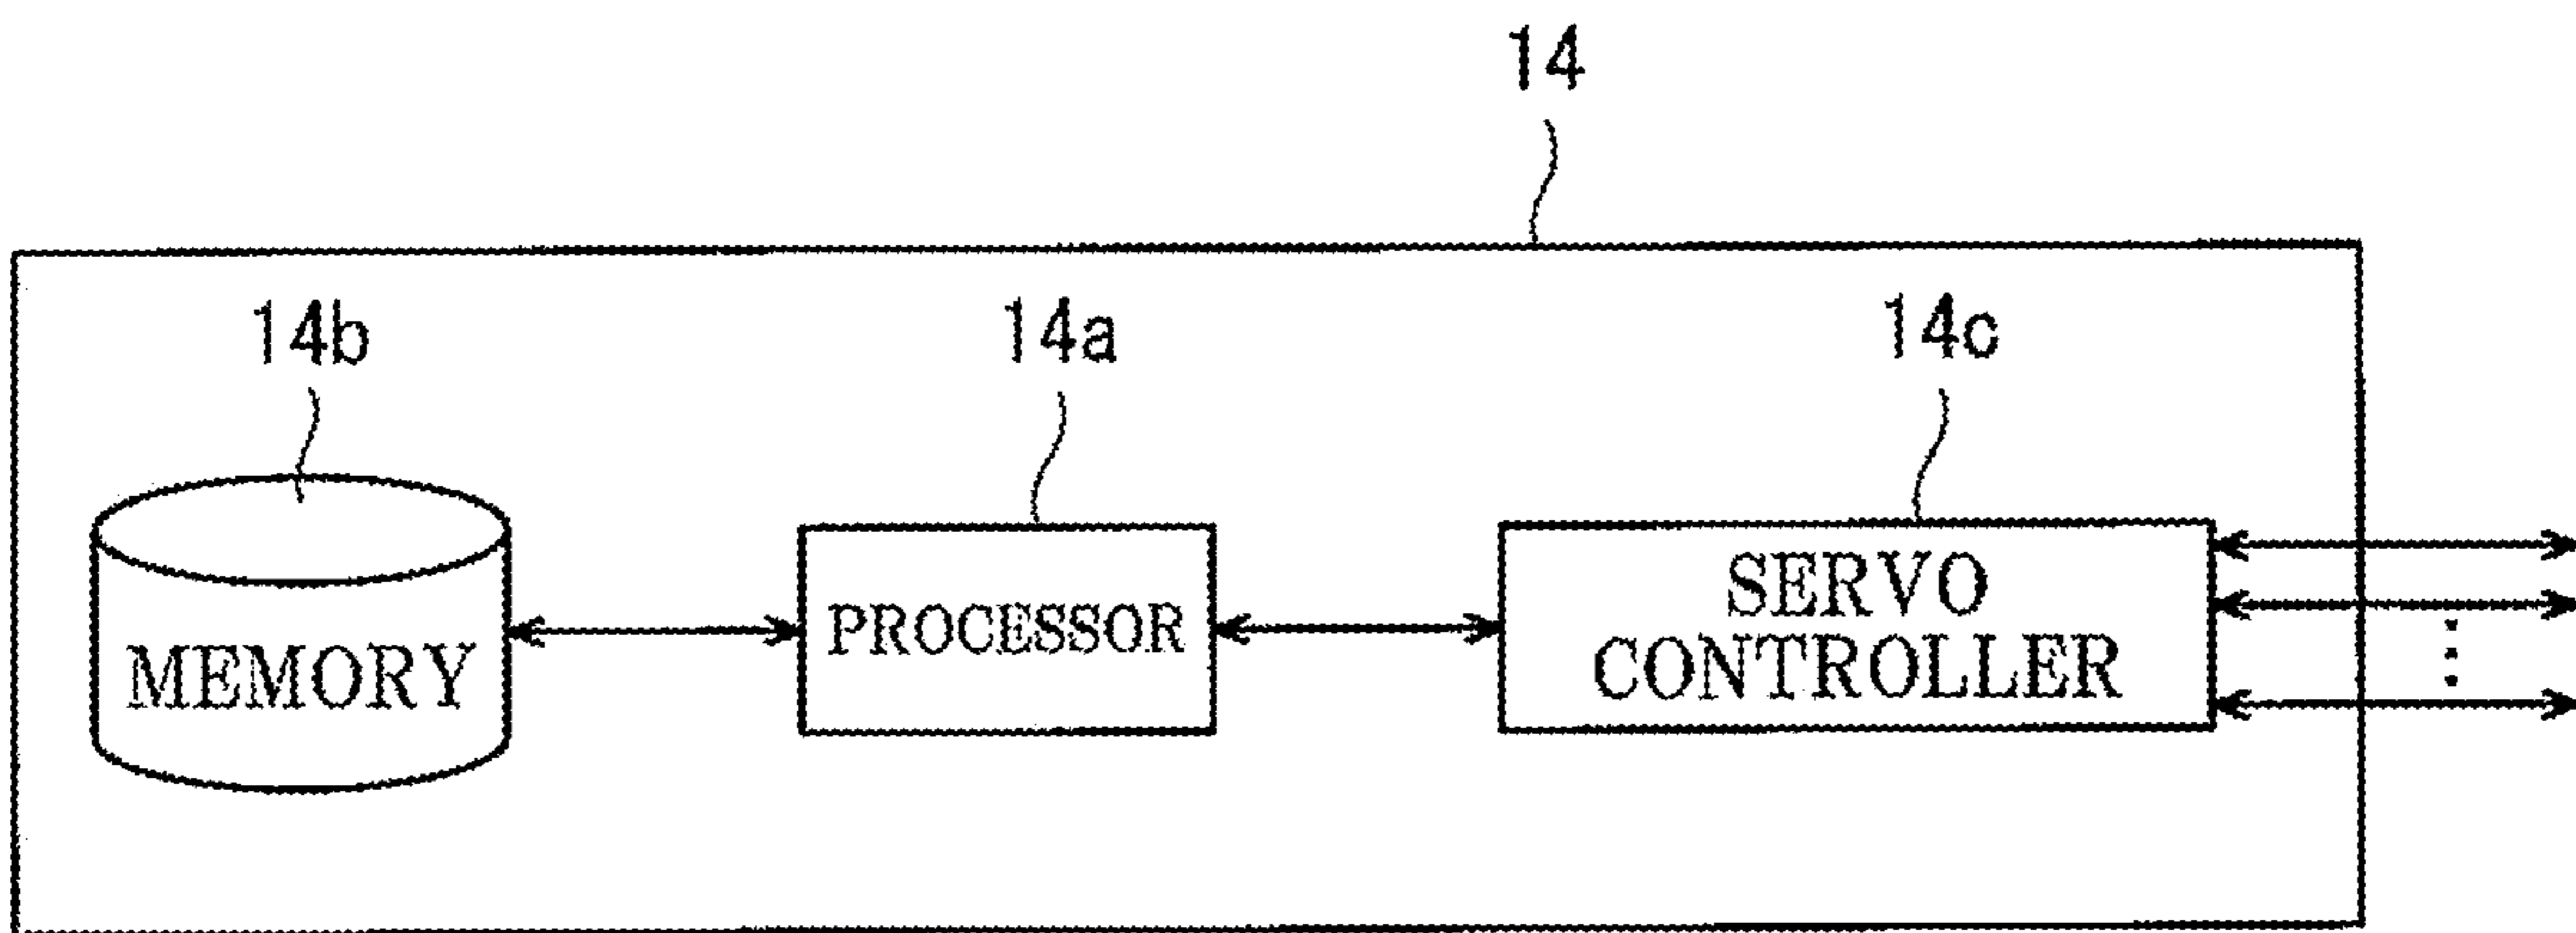 14
14b
14a
14c
MEMORY
PROCESSOR
SERVO
CONTROLLER